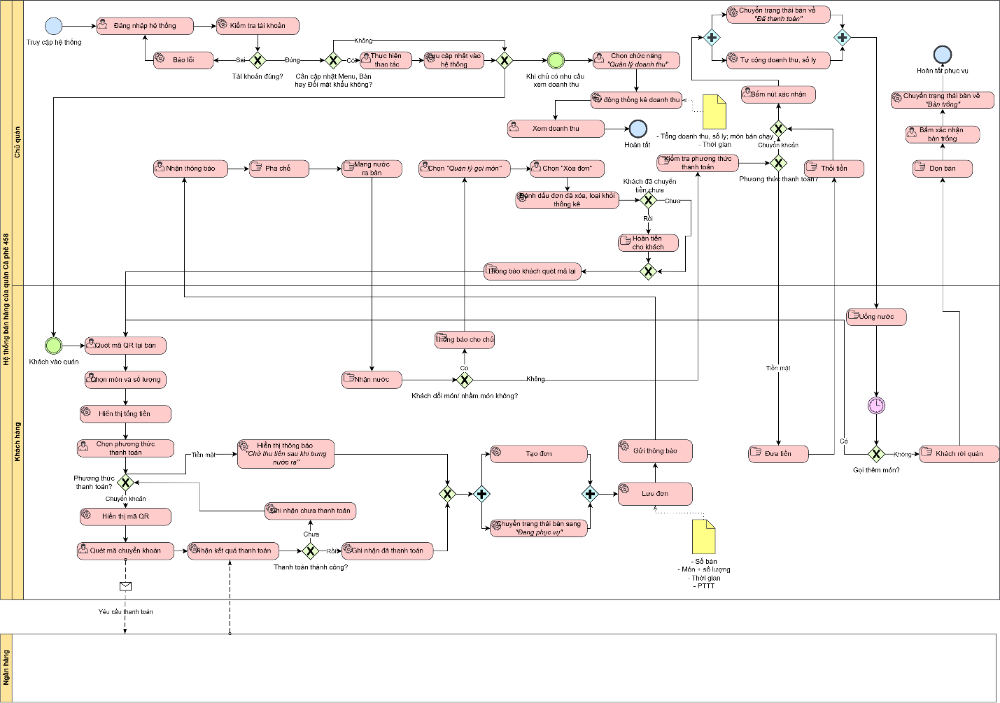 Hệ thống bán hàng của quán Cà phê 458
Chủ quán
Truy cập hệ thống
Đăng nhập hệ thống
Kiểm tra tài khoản
Báo lỗi
Sai
Tài khoản đúng?
Đúng
Cần cập nhật Menu, Bàn
hay Đổi mật khẩu không?
Không
Có
Thực hiện
thao tác
Lưu cập nhật vào
hệ thống
Khi chủ có nhu cầu
xem doanh thu
Chọn chức năng
"Quản lý doanh thu"
Tự động thống kê doanh thu
- Tổng doanh thu, số ly; món bán chạy
- Thời gian
Xem doanh thu
Hoàn tất
Chuyển trạng thái bàn về
"Đã thanh toán"
Tự cộng doanh thu, số ly
Bấm nút xác nhận
Chuyển khoản
Kiểm tra phương thức
thanh toán
Phương thức thanh toán?
Thối tiền
Hoàn tất phục vụ
Chuyển trạng thái bàn về
"Bàn trống"
Bấm xác nhận
bàn trống
Dọn bàn
Nhận thông báo
Pha chế
Mang nước
ra bàn
Chọn "Quản lý gọi món"
Chọn "Xóa đơn"
Đánh dấu đơn đã xóa, loại khỏi
thống kê
Khách đã chuyển
tiền chưa
Chưa
Rồi
Hoàn tiền
cho khách
Thông báo khách quét mã lại
Khách hàng
Khách vào quán
Quét mã QR tại bàn
Chọn món và số lượng
Hiển thị tổng tiền
Chọn phương thức
thanh toán
Phương thức
thanh toán?
Tiền mặt
Hiển thị thông báo
"Chờ thu tiền sau khi bưng
nước ra"
Chuyển khoản
Hiển thị mã QR
Quét mã chuyển khoản
Nhận kết quả thanh toán
Ghi nhận chưa thanh toán
Chưa
Rồi
Thanh toán thành công?
Ghi nhận đã thanh toán
Nhận nước
Khách đổi món/ nhầm món không?
Có
Không
Thông báo cho chủ
Tạo đơn
Chuyển trạng thái bàn sang
"Đang phục vụ"
Gửi thông báo
Lưu đơn
- Số bàn
- Món + số lượng
- Thời gian
- PTTT
Tiền mặt
Đưa tiền
Uống nước
Có
Gọi thêm món?
Không
Khách rời quán
Yêu cầu thanh toán
Ngân hàng